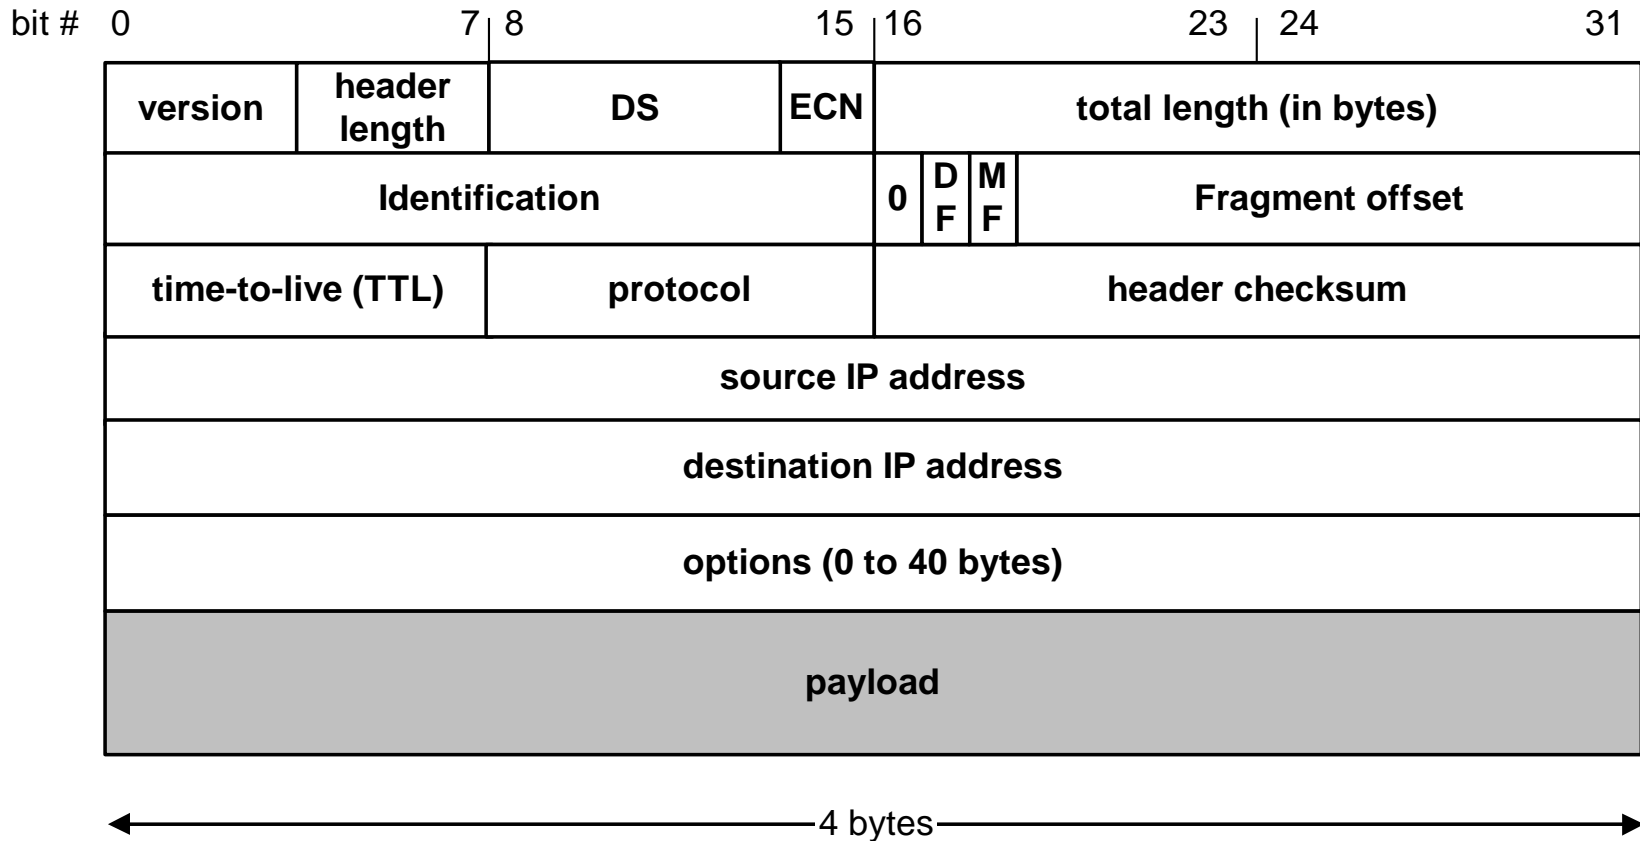 bit # 0 7 8 15 16 23 24 31
version header length DS ECN total length (in bytes)
Identification 0 DF MF Fragment offset
time-to-live (TTL) protocol header checksum
source IP address
destination IP address
options (0 to 40 bytes)
payload
4 bytes